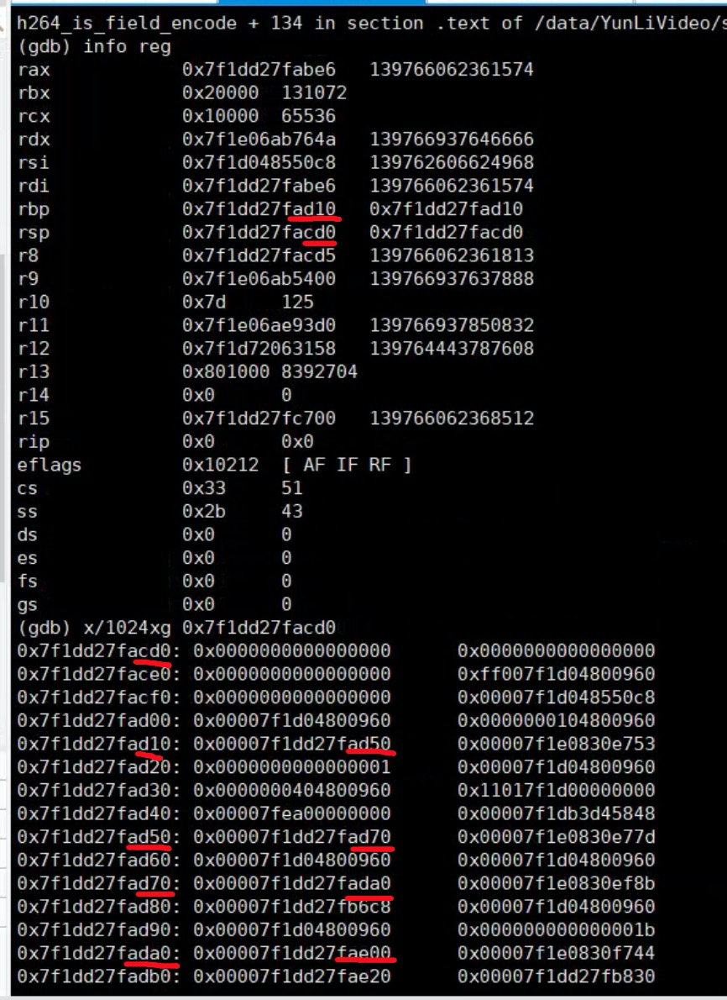 h264_is_field_encode + 134 in section .text of /data/YunLiVideo/s
(gdb) info reg
rax 0x7f1dd27fabe6 139766062361574
rbx 0x20000 131072
rcx 0x10000 65536
rdx 0x7f1e06ab764a 139766937646666
rsi 0x7f1d048550c8 139762606624968
rdi 0x7f1dd27fabe6 139766062361574
rbp 0x7f1dd27fad10 0x7f1dd27fad10
rsp 0x7f1dd27facd0 0x7f1dd27facd0
r8 0x7f1dd27facd5 139766062361813
r9 0x7f1e06ab5400 139766937637888
r10 0x7d 125
r11 0x7f1e06ae93d0 139766937850832
r12 0x7f1d72063158 139764443787608
r13 0x801000 8392704
r14 0x0 0
r15 0x7f1dd27fc700 139766062368512
rip 0x0 0x0
eflags 0x10212 [ AF IF RF ]
cs 0x33 51
ss 0x2b 43
ds 0x0 0
es 0x0 0
fs 0x0 0
gs 0x0 0
(gdb) x/1024xg 0x7f1dd27facd0
0x7f1dd27facd0: 0x0000000000000000 0x0000000000000000
0x7f1dd27face0: 0x0000000000000000 0xff007f1d04800960
0x7f1dd27facf0: 0x0000000000000000 0x00007f1d048550c8
0x7f1dd27fad00: 0x00007f1d04800960 0x0000000104800960
0x7f1dd27fad10: 0x00007f1dd27fad50 0x00007f1e0830e753
0x7f1dd27fad20: 0x0000000000000001 0x00007f1d04800960
0x7f1dd27fad30: 0x0000000404800960 0x11017f1d00000000
0x7f1dd27fad40: 0x00007fea00000000 0x00007f1db3d45848
0x7f1dd27fad50: 0x00007f1dd27fad70 0x00007f1e0830e77d
0x7f1dd27fad60: 0x00007f1d04800960 0x00007f1d04800960
0x7f1dd27fad70: 0x00007f1dd27fada0 0x00007f1e0830ef8b
0x7f1dd27fad80: 0x00007f1dd27fb6c8 0x00007f1d04800960
0x7f1dd27fad90: 0x00007f1d04800960 0x000000000000001b
0x7f1dd27fada0: 0x00007f1dd27fae00 0x00007f1e0830f744
0x7f1dd27fadb0: 0x00007f1dd27fae20 0x00007f1dd27fb830